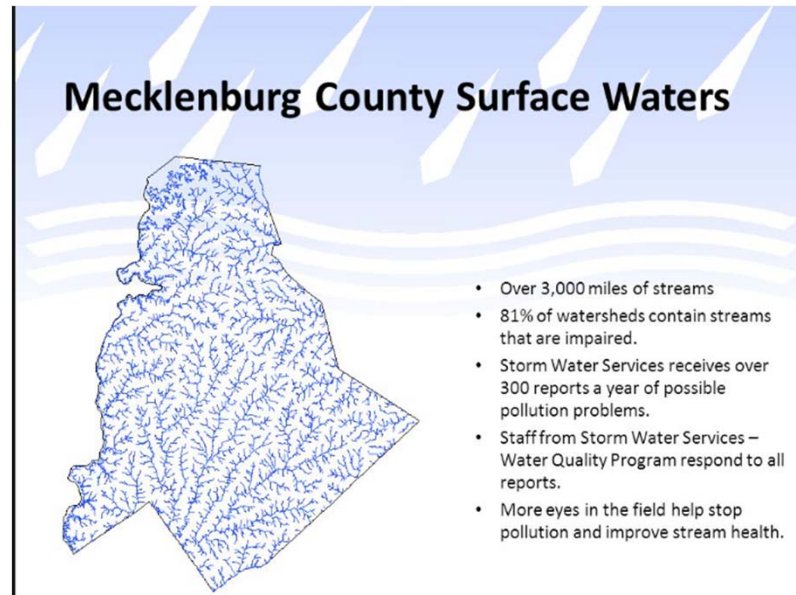 Mecklenburg County Surface Waters
• Over 3,000 miles of streams
• 81% of watersheds contain streams
that are impaired.
• Storm Water Services receives over
300 reports a year of possible
pollution problems.
• Staff from Storm Water Services –
Water Quality Program respond to all
reports.
• More eyes in the field help stop
pollution and improve stream health.